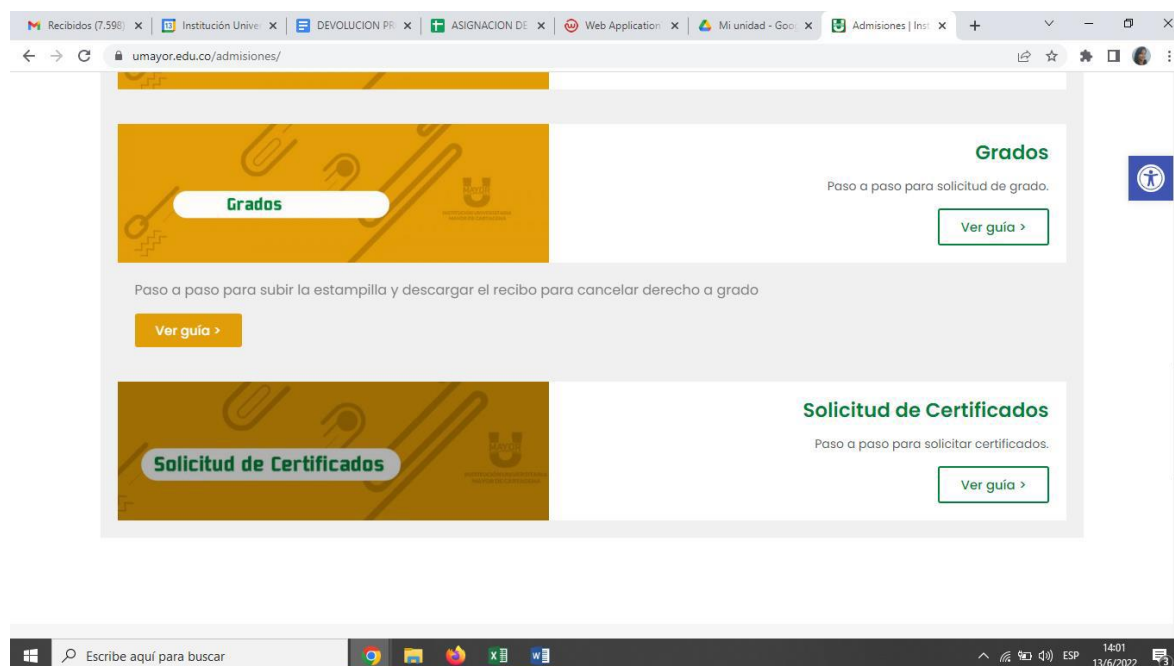 Recibidos (7.598)
Institución Univer
DEVOLUCION PR
ASIGNACION DE
Web Application
Mi unidad - Goo
Admisiones | Inst
umayor.edu.co/admisiones/
Grados
Grados
Paso a paso para solicitud de grado.
Ver guía >
Paso a paso para subir la estampilla y descargar el recibo para cancelar derecho a grado
Ver guía >
Solicitud de Certificados
Solicitud de Certificados
Paso a paso para solicitar certificados.
Ver guía >
Escribe aquí para buscar
ESP
14:01
13/6/2022